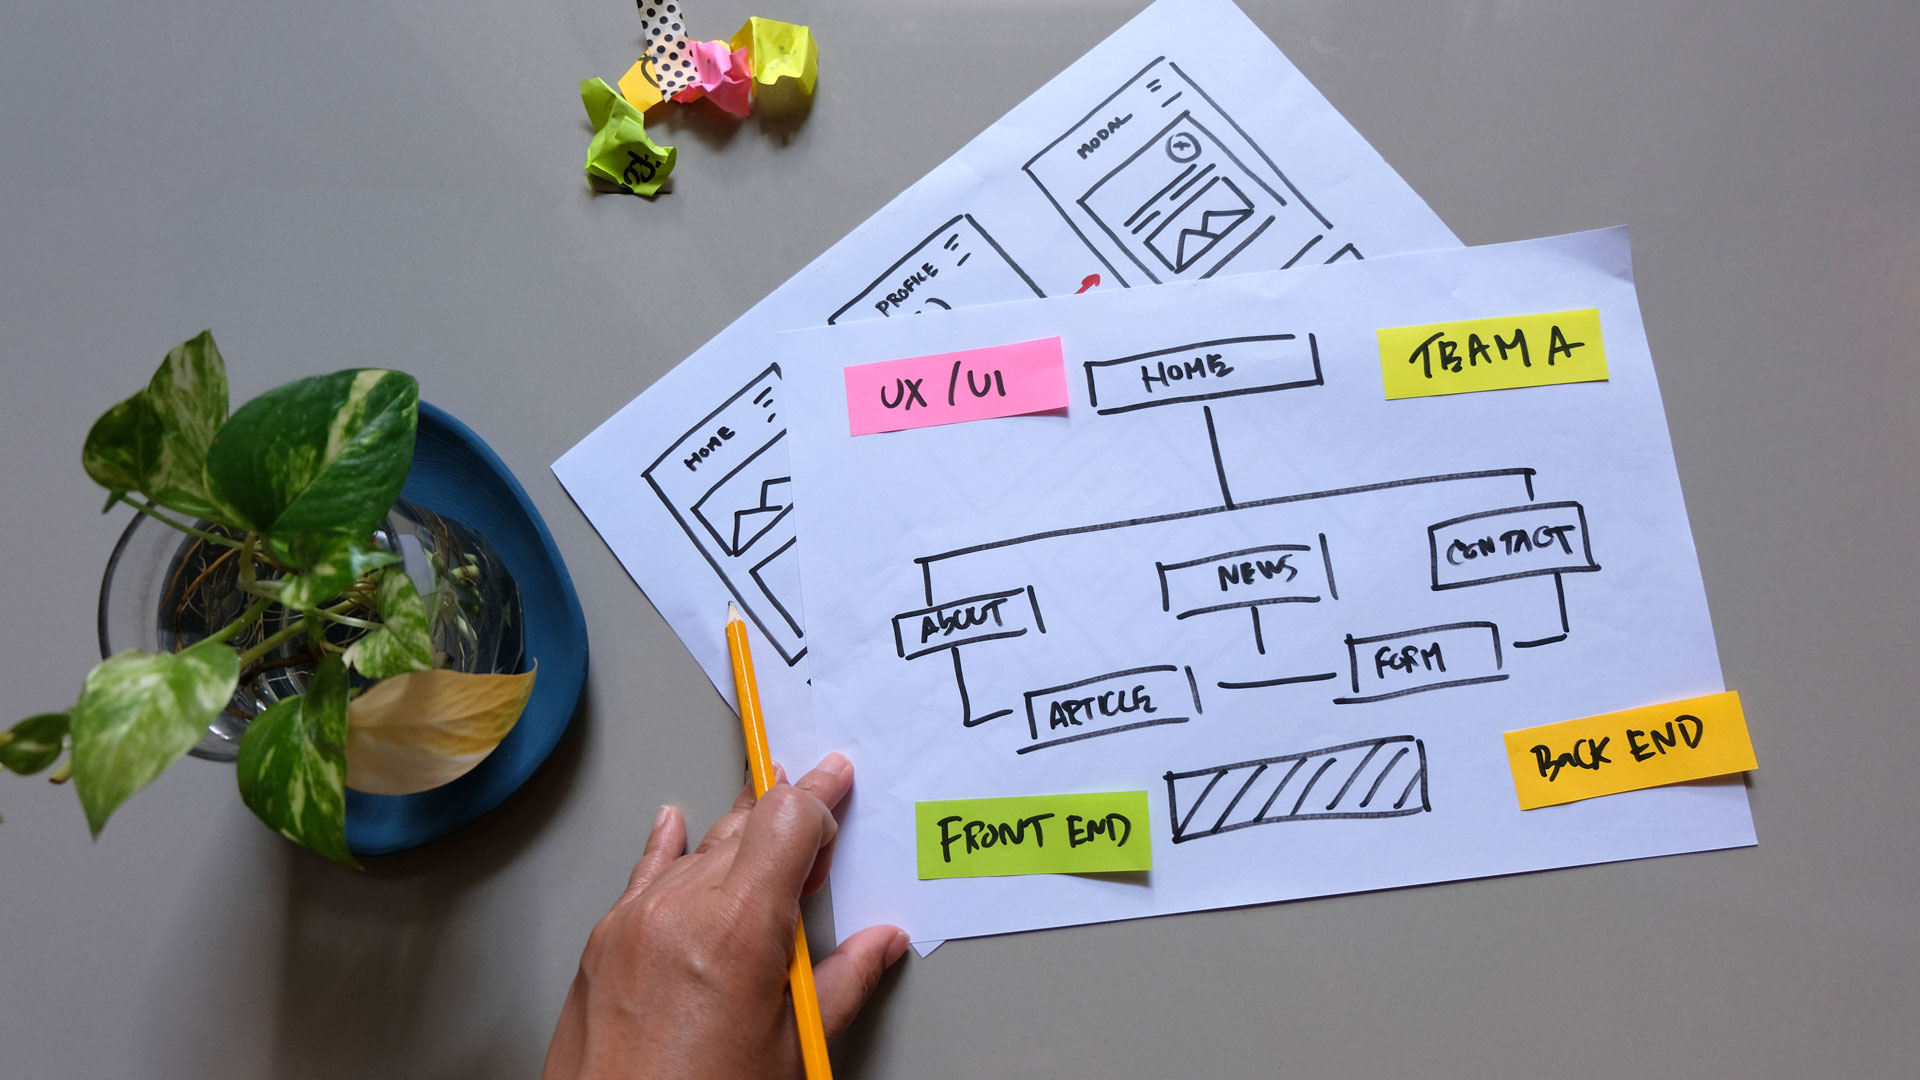 MODAL
PROFILE
HOME
UX/UI
HOME
TEAM A
ABOUT
NEWS
CONTACT
ARTICLE
FORM
FRONT END
BACK END